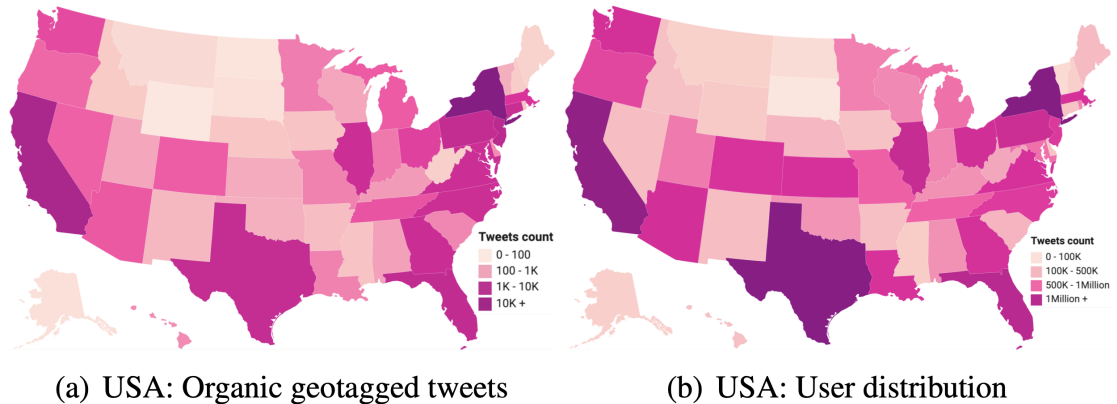 Tweets count
0 - 100
100 - 1K
1K - 10K
10K +
Tweets count
0 - 100K
100K - 500K
500K - 1Million
1Million +
(a) USA: Organic geotagged tweets
(b) USA: User distribution